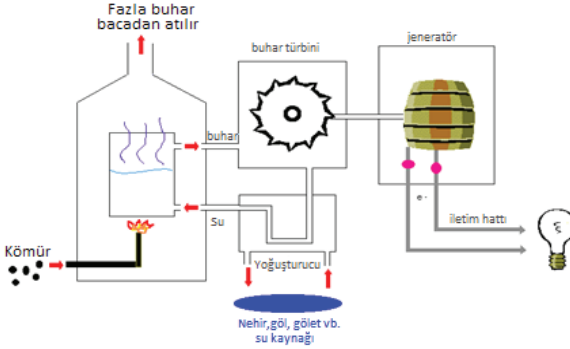 Fazla buhar
bacadan atılır
buhar türbini
jeneratör
buhar
Su
e-
iletim hattı
Kömür
Yoğuşturucu
Nehir,göl, gölet vb.
su kaynağı